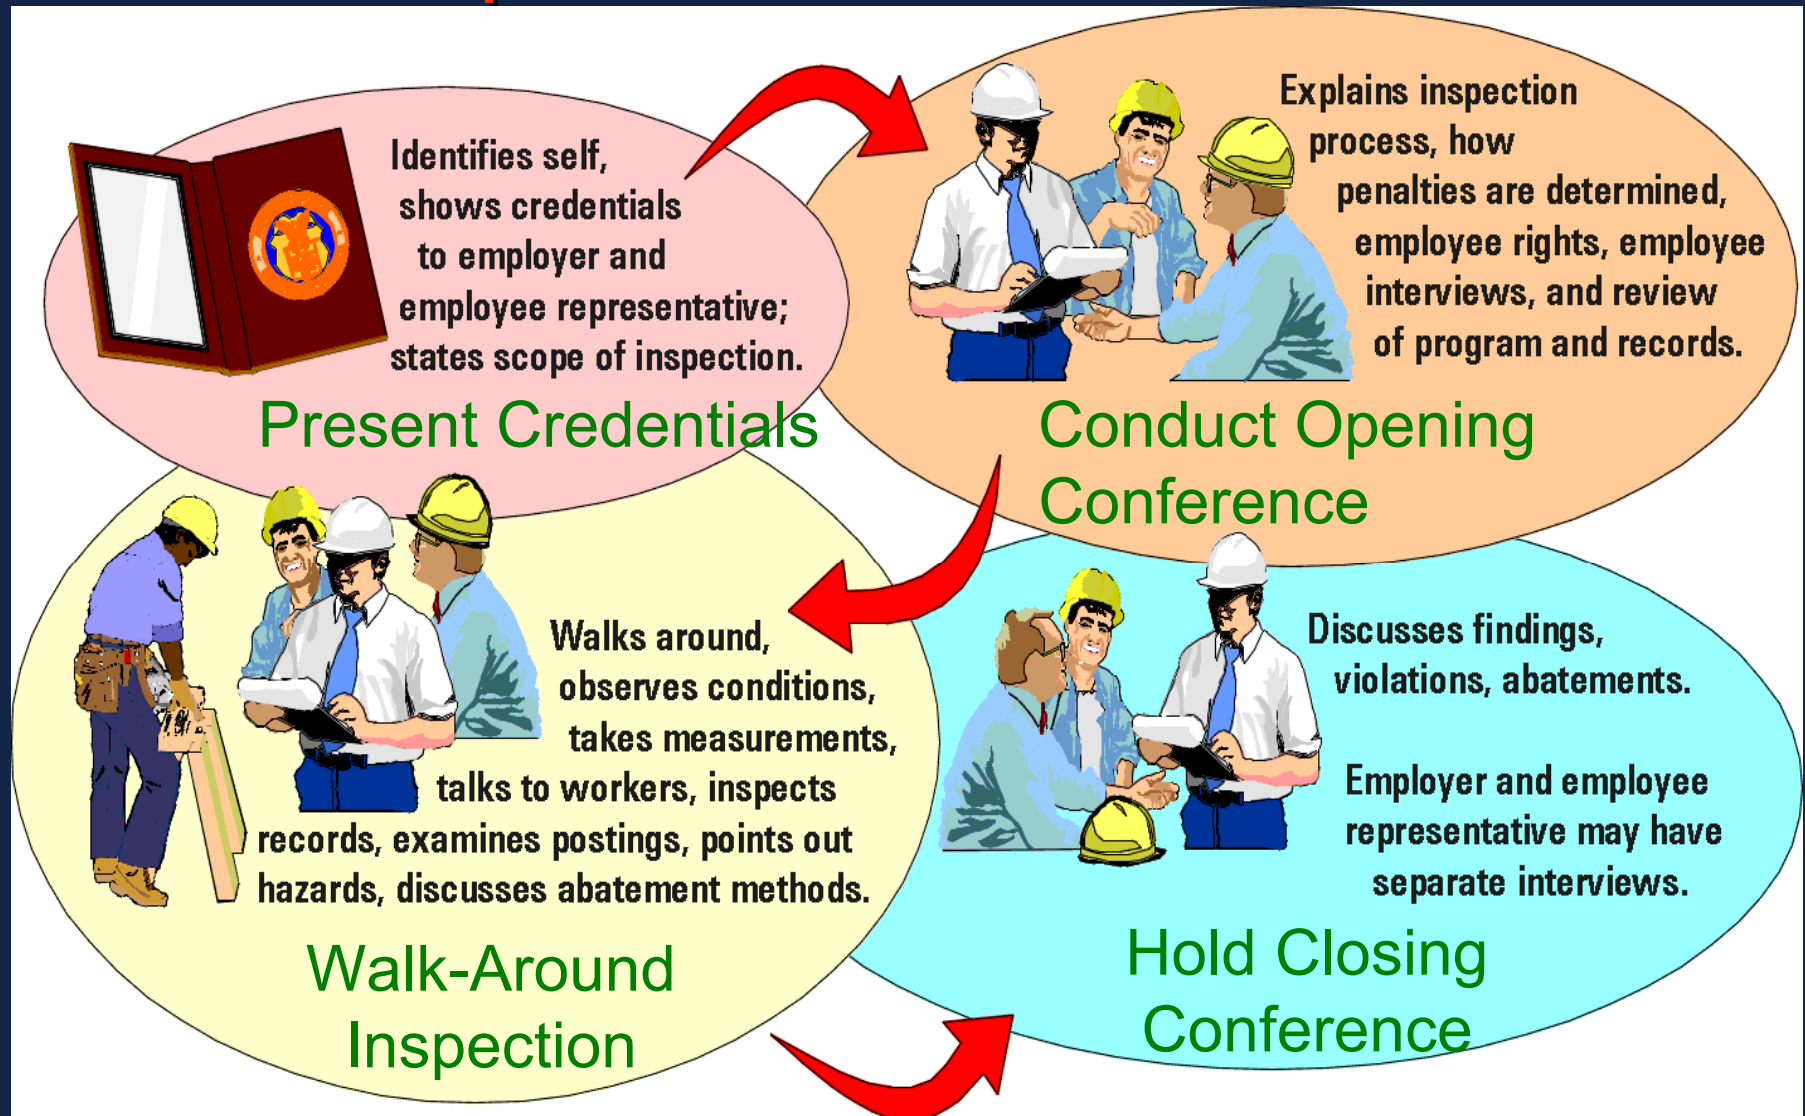 Identifies self,
shows credentials
to employer and
employee representative;
states scope of inspection.
Present Credentials
Explains inspection
process, how
penalties are determined,
employee rights, employee
interviews, and review
of program and records.
Conduct Opening
Conference
Walks around,
observes conditions,
takes measurements,
talks to workers, inspects
records, examines postings, points out
hazards, discusses abatement methods.
Walk-Around
Inspection
Discusses findings,
violations, abatements.
Employer and employee
representative may have
separate interviews.
Hold Closing
Conference